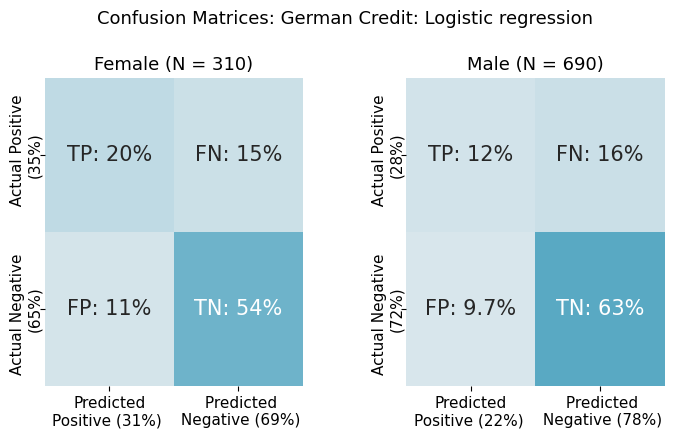 Confusion Matrices: German Credit: Logistic regression
Female (N = 310)
Actual Positive
(35%)
TP: 20%
FN: 15%
Actual Negative
(65%)
FP: 11%
TN: 54%
Predicted
Positive (31%)
Predicted
Negative (69%)
Male (N = 690)
Actual Positive
(28%)
TP: 12%
FN: 16%
Actual Negative
(72%)
FP: 9.7%
TN: 63%
Predicted
Positive (22%)
Predicted
Negative (78%)